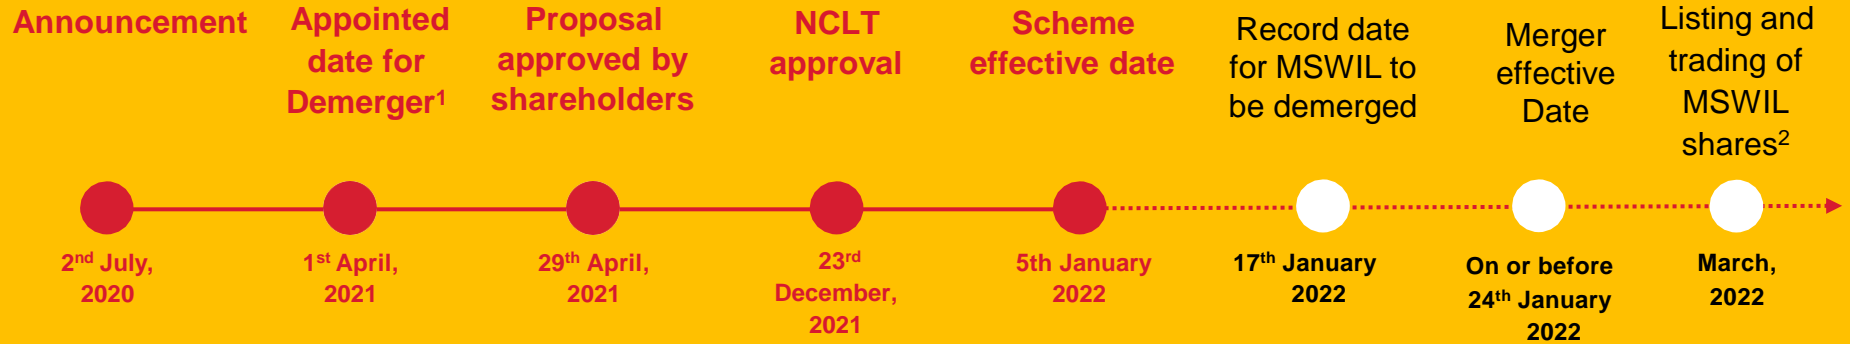 Announcement
Appointed
date for
Demerger1
Proposal
approved by
shareholders
NCLT
approval
Scheme
effective date
Record date
for MSWIL to
be demerged
Merger
effective
Date
Listing and
trading of
MSWIL
shares2
2nd July,
2020
1st April,
2021
29th April,
2021
23rd
December,
2021
5th January
2022
17th January
2022
On or before
24th January
2022
March,
2022